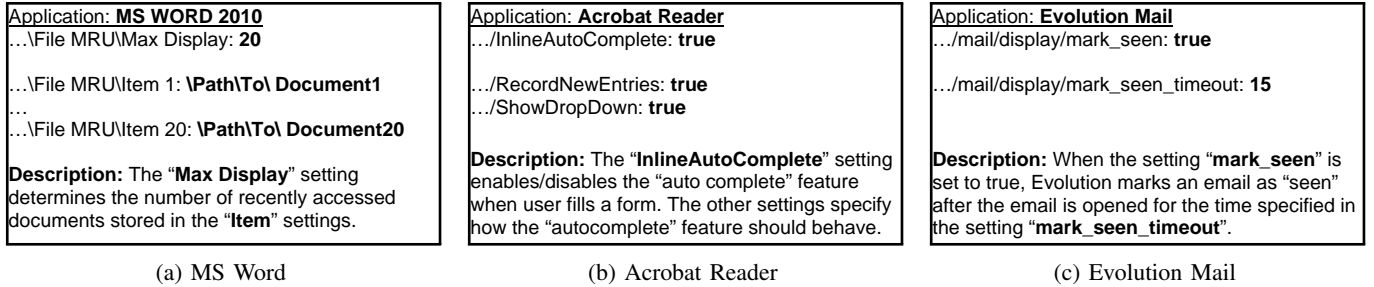 Application: MS WORD 2010
…\File MRU\Max Display: 20
…\File MRU\Item 1: \Path\To\ Document1
…
…\File MRU\Item 20: \Path\To\ Document20
Description: The “Max Display” setting
determines the number of recently accessed
documents stored in the “Item” settings.
(a) MS Word
Application: Acrobat Reader
…/InlineAutoComplete: true
…/RecordNewEntries: true
…/ShowDropDown: true
Description: The “InlineAutoComplete” setting
enables/disables the “auto complete” feature
when user fills a form. The other settings specify
how the “autocomplete” feature should behave.
(b) Acrobat Reader
Application: Evolution Mail
…/mail/display/mark_seen: true
…/mail/display/mark_seen_timeout: 15
Description: When the setting “mark_seen” is
set to true, Evolution marks an email as “seen”
after the email is opened for the time specified in
the setting “mark_seen_timeout”.
(c) Evolution Mail